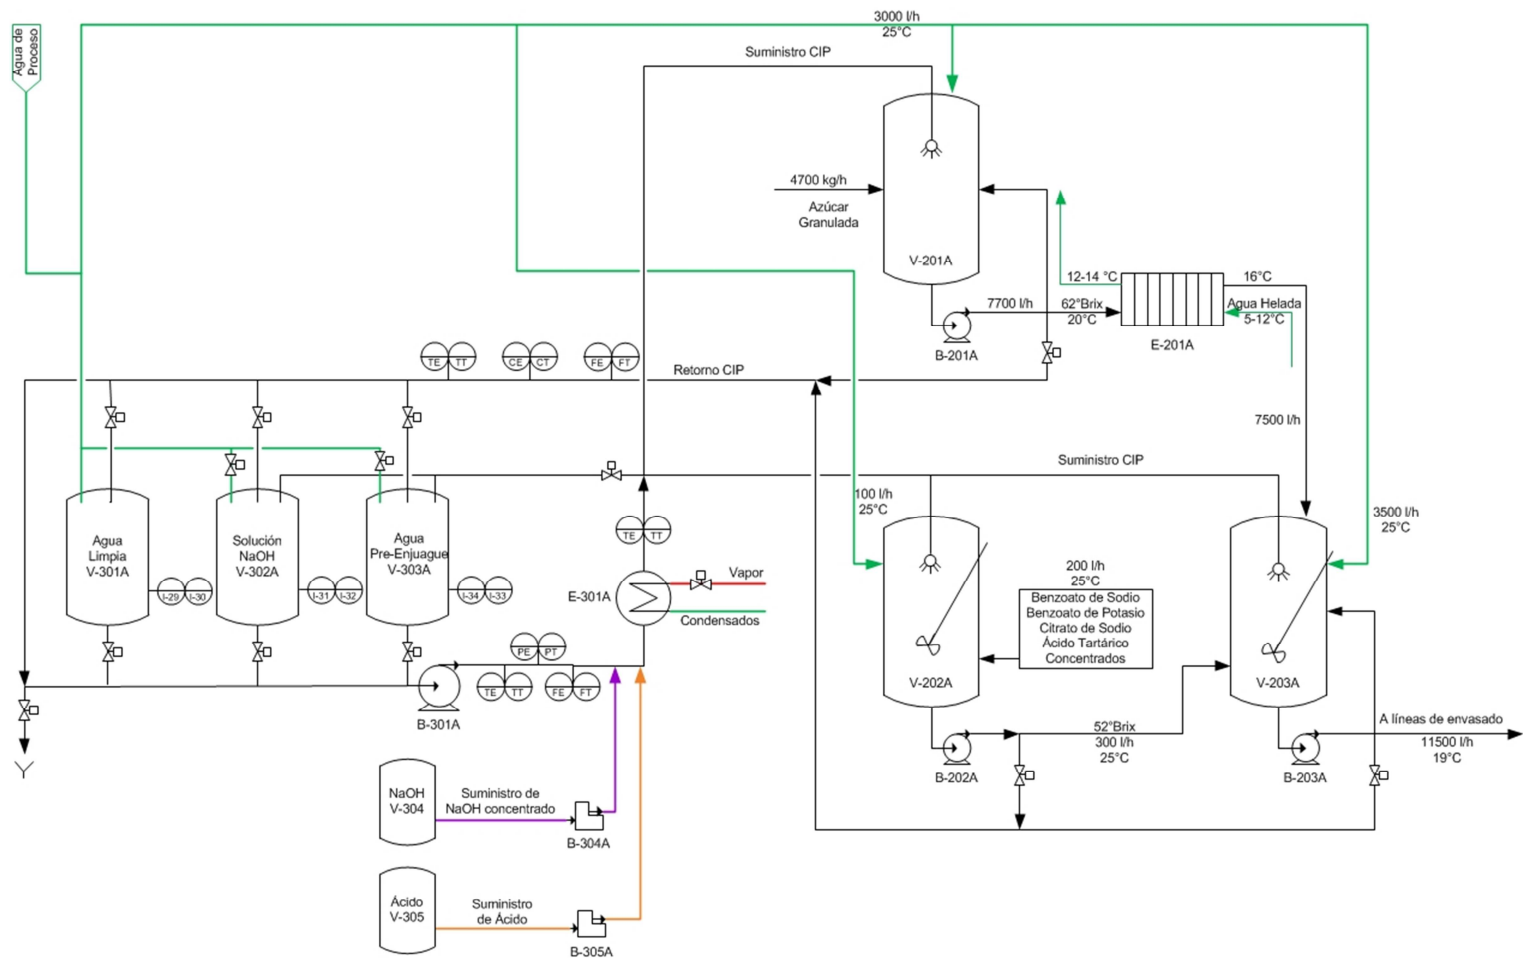 Agua de
Proceso
3000 l/h
25°C
Suministro CIP
4700 kg/h
Azúcar
Granulada
V-201A
12-14 °C
16°C
7700 l/h
62°Brix
20°C
Agua Helada
5-12°C
B-201A
E-201A
TE
TT
CE
CT
FE
FT
Retorno CIP
7500 l/h
Suministro CIP
100 l/h
25°C
3500 l/h
25°C
Agua
Limpia
V-301A
I-29
I-30
Solución
NaOH
V-302A
I-31
I-32
Agua
Pre-Enjuague
V-303A
I-34
I-33
TE
TT
E-301A
Vapor
Condensados
200 l/h
25°C
Benzoato de Sodio
Benzoato de Potasio
Citrato de Sodio
Ácido Tartárico
Concentrados
V-202A
V-203A
PE
PT
TE
TT
FE
FT
B-301A
52°Brix
300 l/h
25°C
B-202A
A líneas de envasado
11500 l/h
19°C
B-203A
NaOH
V-304
Suministro de
NaOH concentrado
B-304A
Ácido
V-305
Suministro
de Ácido
B-305A